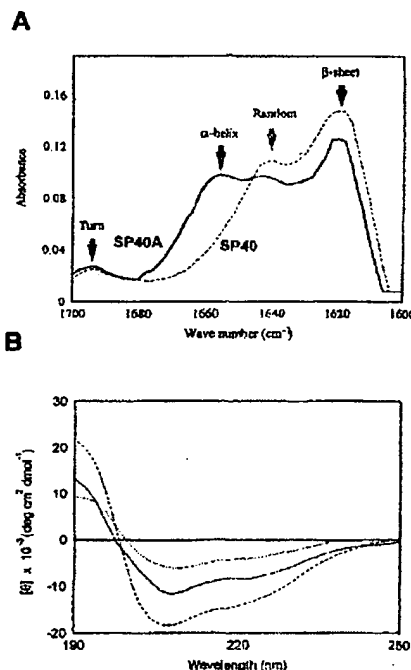 A
0.16
0.12
0.08
0.04
0
Absorbance
β-sheet
Random
α-helix
Turn
SP40A
SP40
1700
1680
1660
1640
1620
1600
Wave number (cm⁻¹)
B
30
20
10
0
-10
-20
[θ] x 10⁻³ (deg cm² dmol⁻¹)
190
220
250
Wavelength (nm)